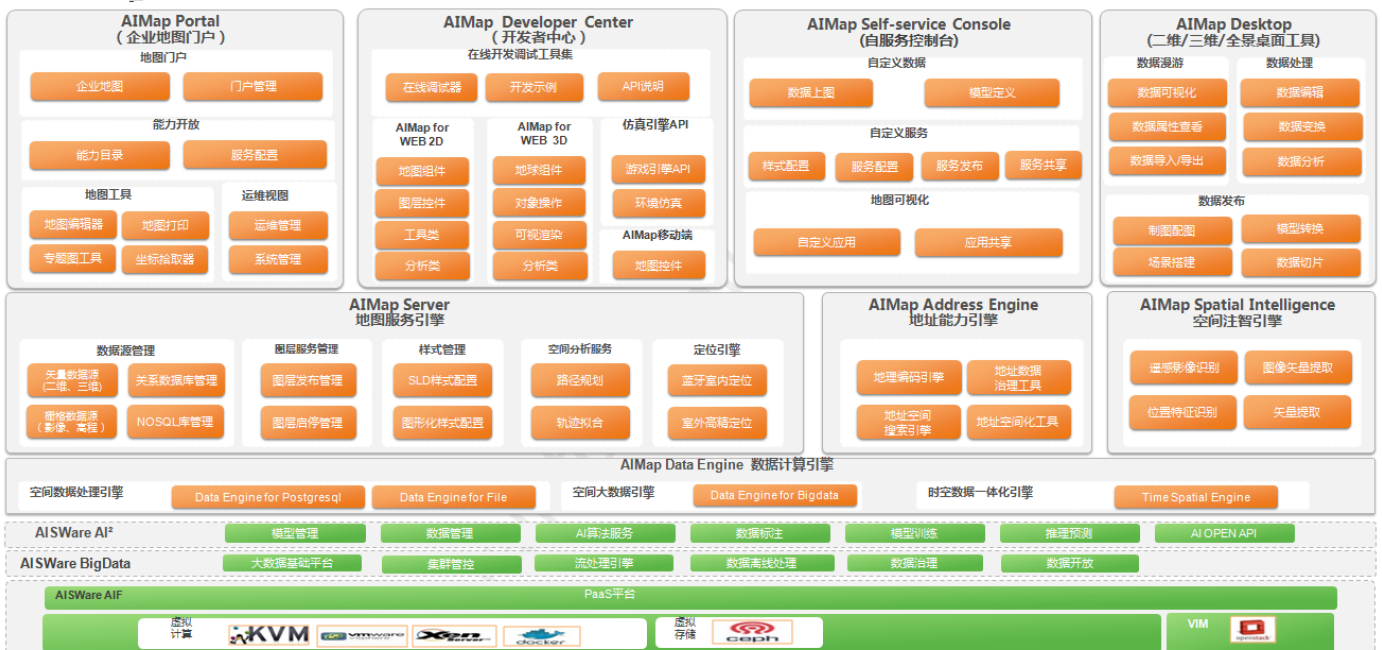 AIMap Portal
（企业地图门户）
地图门户
企业地图
门户管理
能力开放
能力目录
服务配置
地图工具
地图编辑器
地图打印
专题图工具
坐标拾取器
运维视图
运维管理
系统管理
AIMap Developer Center
（开发者中心）
在线开发调试工具集
在线调试器
开发示例
API说明
AIMap for
WEB 2D
地图组件
图层控件
工具类
分析类
AIMap for
WEB 3D
地球组件
对象操作
可视渲染
分析类
仿真引擎API
游戏引擎API
环境仿真
AIMap移动端
地图控件
AIMap Self-service Console
(自服务控制台)
自定义数据
数据上图
模型定义
自定义服务
样式配置
服务配置
服务发布
服务共享
地图可视化
自定义应用
应用共享
AIMap Desktop
(二维/三维/全景桌面工具)
数据漫游
数据可视化
数据属性查看
数据导入/导出
数据处理
数据编辑
数据变换
数据分析
数据发布
制图配图
模型转换
场景搭建
数据切片
AIMap Server
地图服务引擎
数据源管理
矢量数据源
(二维、三维)
关系数据库管理
栅格数据源
（影像、高程）
NOSQL库管理
图层服务管理
图层发布管理
图层启停管理
样式管理
SLD样式配置
图形化样式配置
空间分析服务
路径规划
轨迹拟合
定位引擎
蓝牙室内定位
室外高精定位
AIMap Address Engine
地址能力引擎
地理编码引擎
地址数据
治理工具
地址空间
搜索引擎
地址空间化工具
AIMap Spatial Intelligence
空间注智引擎
遥感影像识别
图像矢量提取
位置特征识别
矢量提取
AIMap Data Engine 数据计算引擎
空间数据处理引擎
Data Engine for Postgresql
Data Engine for File
空间大数据引擎
Data Engine for Bigdata
时空数据一体化引擎
Time Spatial Engine
AISWare AI²
模型管理
数据管理
AI算法服务
数据标注
模型训练
推理预测
AI OPEN API
AISWare BigData
大数据基础平台
集群管控
流处理引擎
数据离线处理
数据治理
数据开放
AISWare AIF
PaaS平台
虚拟
计算
KVM
vmware
Xen
Server
docker
虚拟
存储
ceph
VIM
openstack